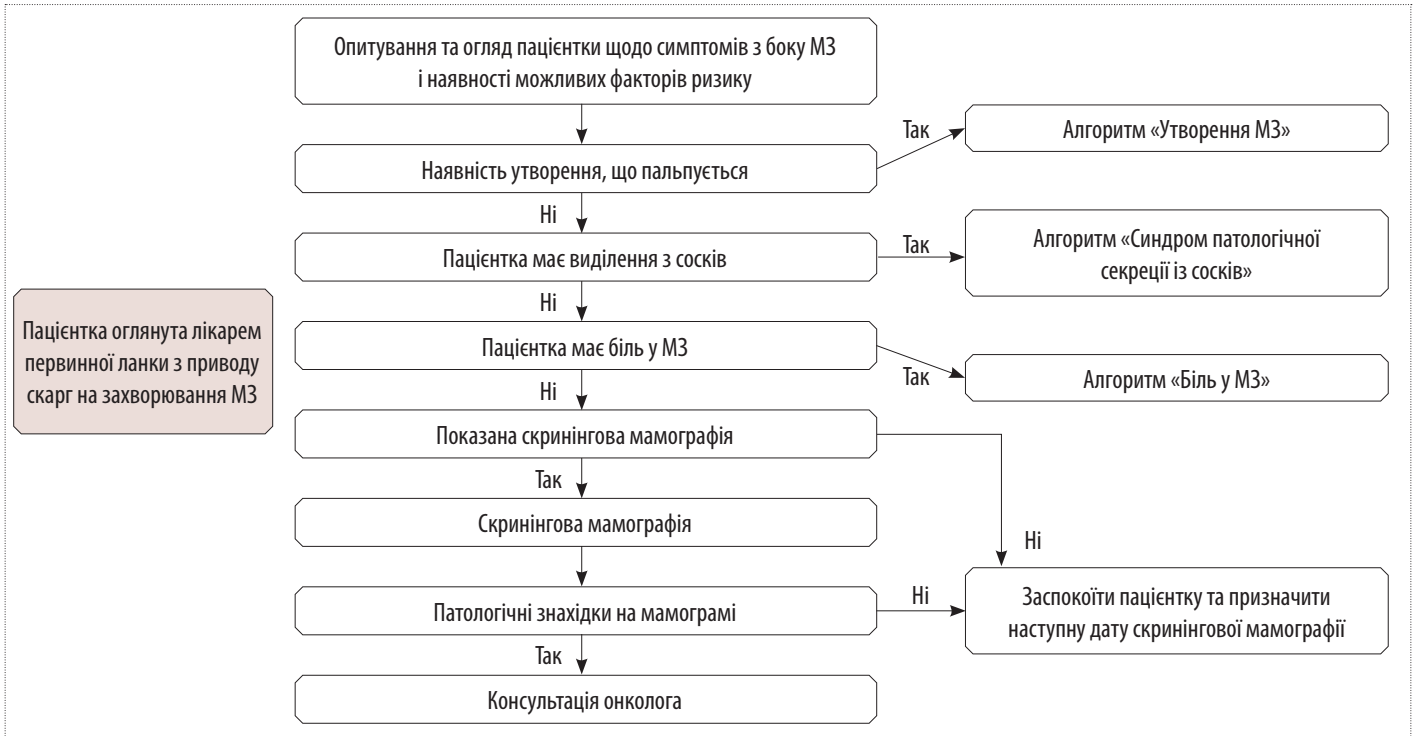 Опитування та огляд пацієнтки щодо симптомів з боку МЗ
і наявності можливих факторів ризику
Так
Алгоритм «Утворення МЗ»
Наявність утворення, що пальпується
Ні
Так
Алгоритм «Синдром патологічної
секреції із сосків»
Пацієнтка має виділення з сосків
Ні
Пацієнтка оглянута лікарем
первинної ланки з приводу
скарг на захворювання МЗ
Пацієнтка має біль у МЗ
Так
Алгоритм «Біль у МЗ»
Ні
Показана скринінгова мамографія
Так
Скринінгова мамографія
Ні
Патологічні знахідки на мамограмі
Ні
Заспокоїти пацієнтку та призначити
наступну дату скринінгової мамографії
Так
Консультація онколога